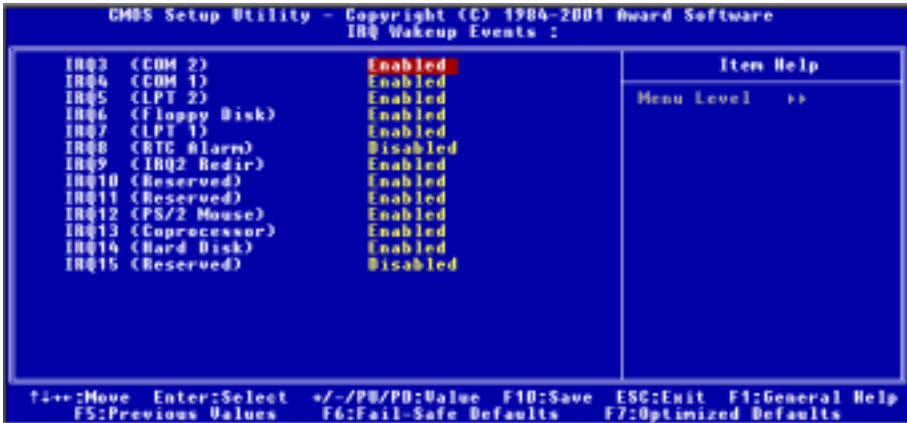 CMOS Setup Utility - Copyright (C) 1984-2001 Award Software
IRQ Wakeup Events :
IRQ3 (COM 2) Enabled
IRQ4 (COM 1) Enabled
IRQ5 (LPT 2) Enabled
IRQ6 (Floppy Disk) Enabled
IRQ7 (LPT 1) Enabled
IRQ8 (RTC Alarm) Disabled
IRQ9 (IRQ2 Redir) Enabled
IRQ10 (Reserved) Enabled
IRQ11 (Reserved) Enabled
IRQ12 (PS/2 Mouse) Enabled
IRQ13 (Coprocessor) Enabled
IRQ14 (Hard Disk) Enabled
IRQ15 (Reserved) Disabled
Item Help
Menu Level ▸▸
↑↓→←:Move Enter:Select +/-/PU/PD:Value F10:Save ESC:Exit F1:General Help
F5:Previous Values F6:Fail-Safe Defaults F7:Optimized Defaults